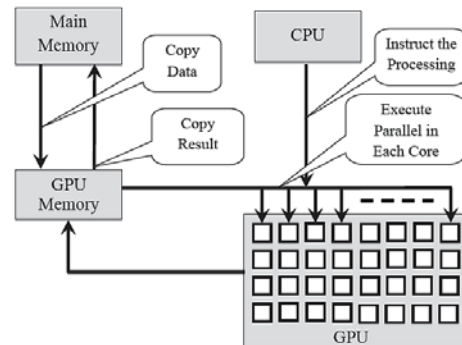 Main
Memory
Copy
Data
CPU
Instruct the
Processing
Copy
Result
Execute
Parallel in
Each Core
GPU
Memory
GPU